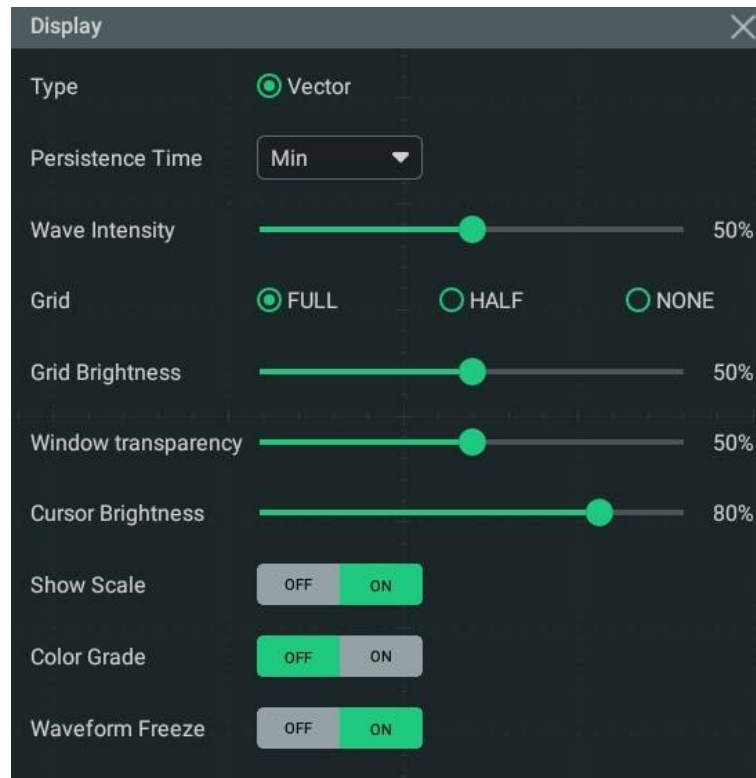 Display
Type Vector
Persistence Time Min
Wave Intensity 50%
Grid FULL HALF NONE
Grid Brightness 50%
Window transparency 50%
Cursor Brightness 80%
Show Scale OFF ON
Color Grade OFF ON
Waveform Freeze OFF ON